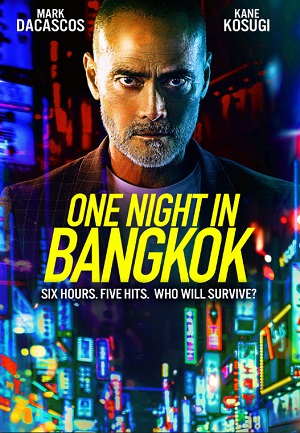 MARK
DACASCOS
KANE
KOSUGI
ONE NIGHT IN
BANGKOK
SIX HOURS. FIVE HITS. WHO WILL SURVIVE?